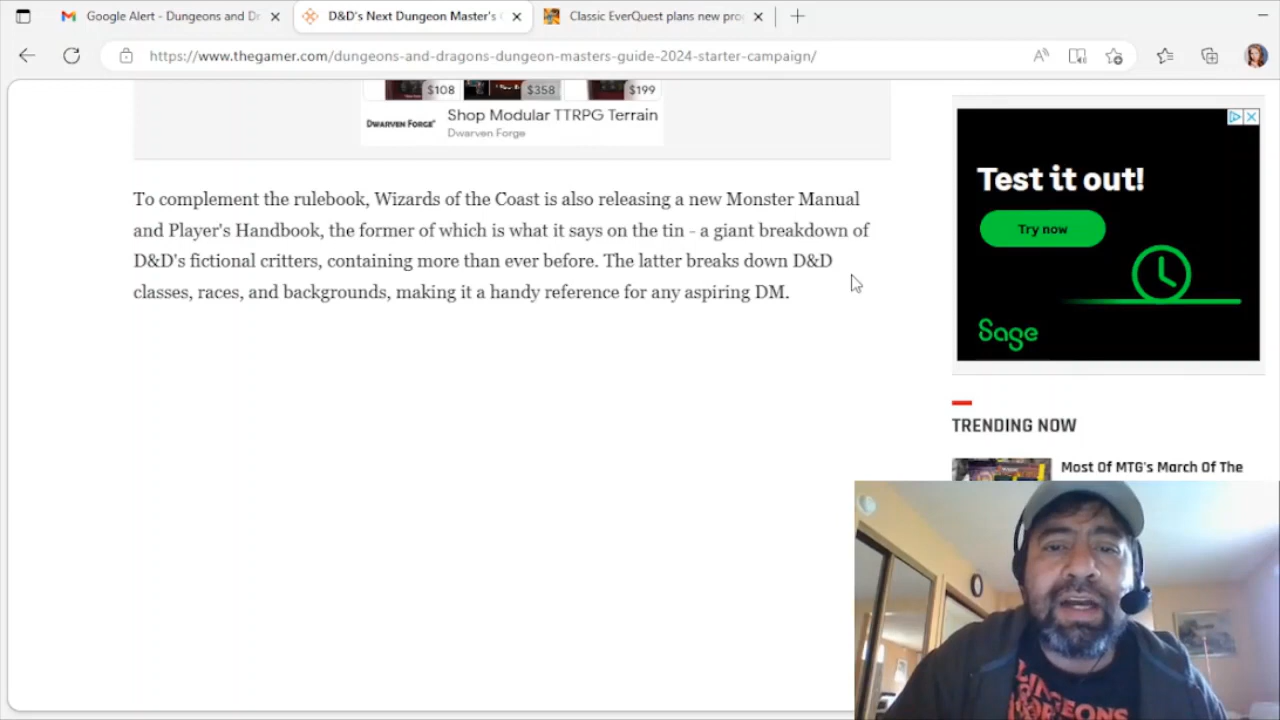 Google Alert - Dungeons and Dr
D&D's Next Dungeon Master's
Classic EverQuest plans new pro
https://www.thegamer.com/dungeons-and-dragons-dungeon-masters-guide-2024-starter-campaign/
$108
$358
$199
DWARVEN FORGE
Shop Modular TTRPG Terrain
Dwarven Forge
To complement the rulebook, Wizards of the Coast is also releasing a new Monster Manual
and Player's Handbook, the former of which is what it says on the tin - a giant breakdown of
D&D's fictional critters, containing more than ever before. The latter breaks down D&D
classes, races, and backgrounds, making it a handy reference for any aspiring DM.
Test it out!
Try now
Sage
TRENDING NOW
Most Of MTG's March Of The